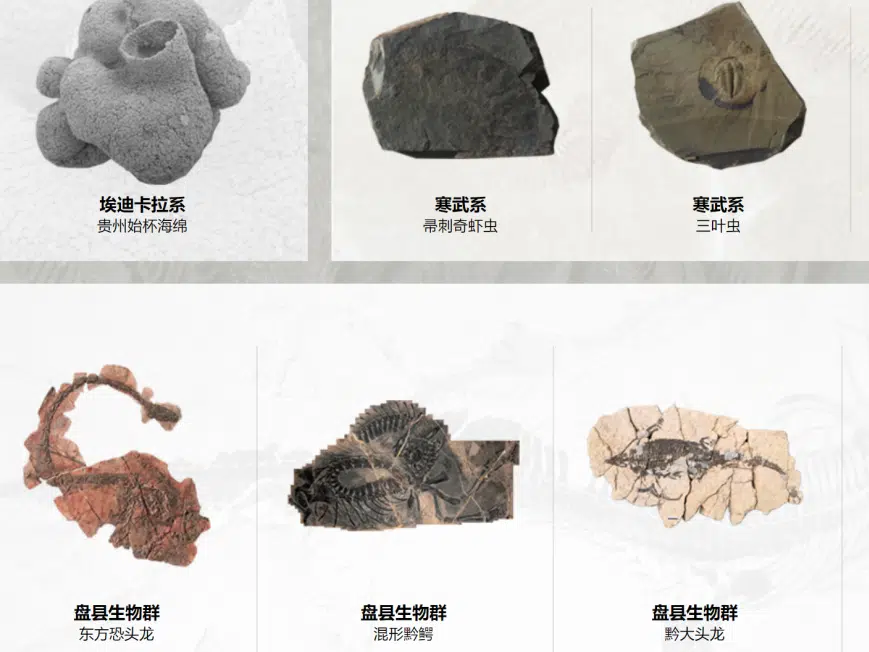 埃迪卡拉系
贵州始杯海绵
寒武系
帚刺奇虾虫
寒武系
三叶虫
盘县生物群
东方恐头龙
盘县生物群
混形黔鳄
盘县生物群
黔大头龙